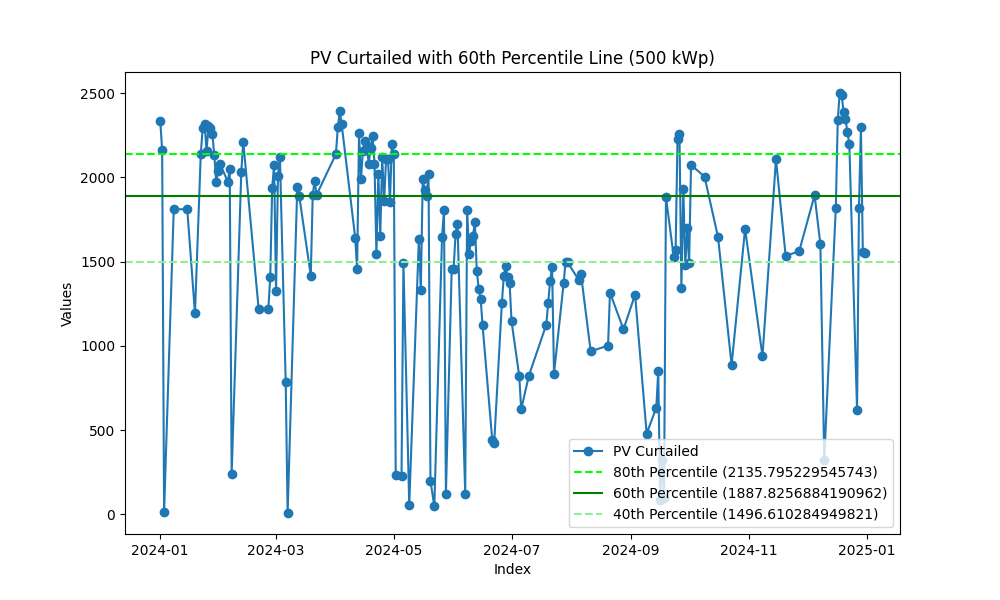 PV Curtailed with 60th Percentile Line (500 kWp)
Values
2500
2000
1500
1000
500
0
PV Curtailed
80th Percentile (2135.795229545743)
60th Percentile (1887.8256884190962)
40th Percentile (1496.610284949821)
2024-01 2024-03 2024-05 2024-07 2024-09 2024-11 2025-01
Index